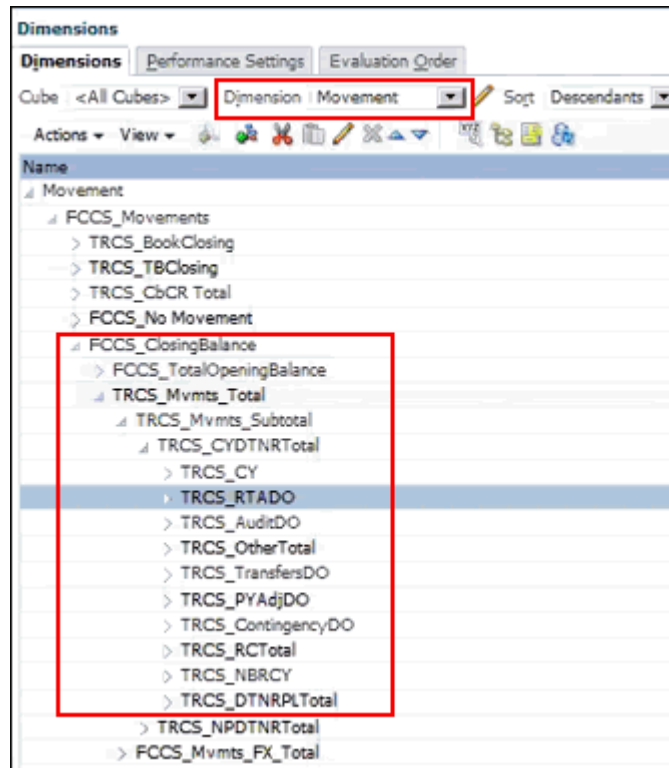 Dimensions
Dimensions Performance Settings Evaluation Order
Cube <All Cubes> Dimension Movement Sort Descendants
Actions View
Name
Movement
FCCS_Movements
TRCS_BookClosing
TRCS_TBClosing
TRCS_CbCR Total
FCCS_No Movement
FCCS_ClosingBalance
FCCS_TotalOpeningBalance
TRCS_Mvmts_Total
TRCS_Mvmts_Subtotal
TRCS_CYDTNRTotal
TRCS_CY
TRCS_RTADO
TRCS_AuditDO
TRCS_OtherTotal
TRCS_TransfersDO
TRCS_PYAdjDO
TRCS_ContingencyDO
TRCS_RCTotal
TRCS_NBRCY
TRCS_DTNRPLTotal
TRCS_NPDTNRTotal
FCCS_Mvmts_FX_Total